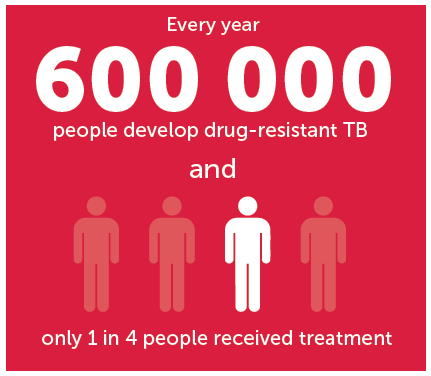 Every year
600 000
people develop drug-resistant TB
and
only 1 in 4 people received treatment